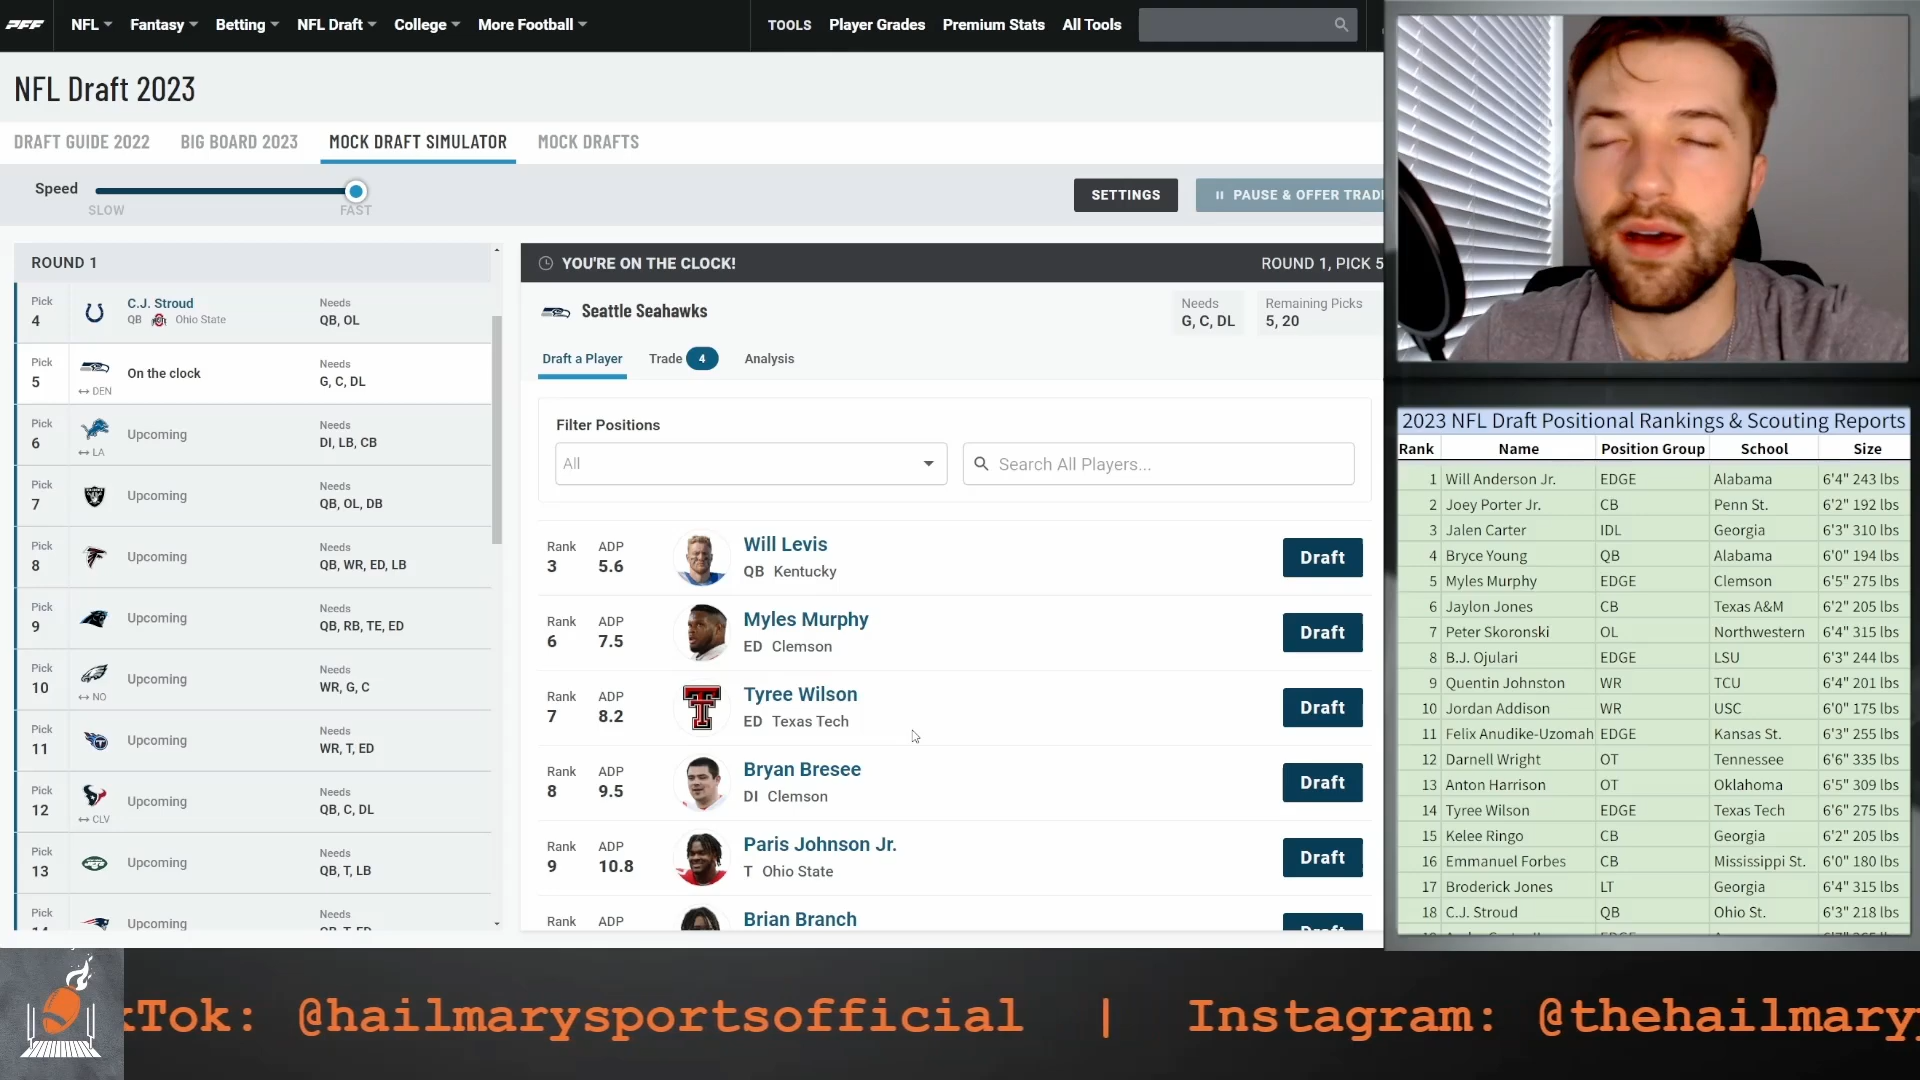 PFF NFL Fantasy Betting NFL Draft College More Football TOOLS Player Grades Premium Stats All Tools
NFL Draft 2023
DRAFT GUIDE 2022 BIG BOARD 2023 MOCK DRAFT SIMULATOR MOCK DRAFTS
Speed
SLOW FAST
SETTINGS
PAUSE & OFFER TRAD
ROUND 1
Pick 4 C.J. Stroud QB Ohio State Needs QB, OL
Pick 5 DEN On the clock Needs G, C, DL
Pick 6 LA Upcoming Needs DI, LB, CB
Pick 7 Upcoming Needs QB, OL, DB
Pick 8 Upcoming Needs QB, WR, ED, LB
Pick 9 Upcoming Needs QB, RB, TE, ED
Pick 10 NO Upcoming Needs WR, G, C
Pick 11 Upcoming Needs WR, T, ED
Pick 12 CLV Upcoming Needs QB, C, DL
Pick 13 Upcoming Needs QB, T, LB
Pick Upcoming Needs
YOU'RE ON THE CLOCK! ROUND 1, PICK 5
Seattle Seahawks
Needs G, C, DL
Remaining Picks 5, 20
Draft a Player Trade 4 Analysis
Filter Positions
All
Search All Players...
Rank 3 ADP 5.6 Will Levis QB Kentucky Draft
Rank 6 ADP 7.5 Myles Murphy ED Clemson Draft
Rank 7 ADP 8.2 Tyree Wilson ED Texas Tech Draft
Rank 8 ADP 9.5 Bryan Bresee DI Clemson Draft
Rank 9 ADP 10.8 Paris Johnson Jr. T Ohio State Draft
Rank ADP Brian Branch Draft
2023 NFL Draft Positional Rankings & Scouting Reports
Rank Name Position Group School Size
1 Will Anderson Jr. EDGE Alabama 6'4" 243 lbs
2 Joey Porter Jr. CB Penn St. 6'2" 192 lbs
3 Jalen Carter IDL Georgia 6'3" 310 lbs
4 Bryce Young QB Alabama 6'0" 194 lbs
5 Myles Murphy EDGE Clemson 6'5" 275 lbs
6 Jaylon Jones CB Texas A&M 6'2" 205 lbs
7 Peter Skoronski OL Northwestern 6'4" 315 lbs
8 B.J. Ojulari EDGE LSU 6'3" 244 lbs
9 Quentin Johnston WR TCU 6'4" 201 lbs
10 Jordan Addison WR USC 6'0" 175 lbs
11 Felix Anudike-Uzomah EDGE Kansas St. 6'3" 255 lbs
12 Darnell Wright OT Tennessee 6'6" 335 lbs
13 Anton Harrison OT Oklahoma 6'5" 309 lbs
14 Tyree Wilson EDGE Texas Tech 6'6" 275 lbs
15 Kelee Ringo CB Georgia 6'2" 205 lbs
16 Emmanuel Forbes CB Mississippi St. 6'0" 180 lbs
17 Broderick Jones LT Georgia 6'4" 315 lbs
18 C.J. Stroud QB Ohio St. 6'3" 218 lbs
kTok: @hailmarysportsofficial | Instagram: @thehailmary